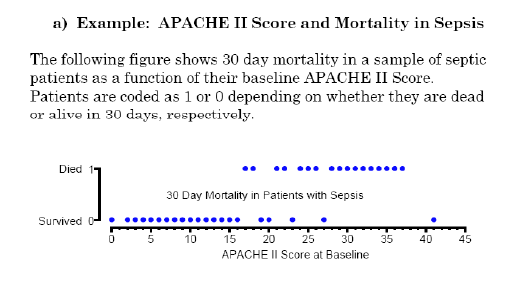 a) Example: APACHE II Score and Mortality in Sepsis
The following figure shows 30 day mortality in a sample of septic
patients as a function of their baseline APACHE II Score.
Patients are coded as 1 or 0 depending on whether they are dead
or alive in 30 days, respectively.
Died 1
30 Day Mortality in Patients with Sepsis
Survived 0
0 5 10 15 20 25 30 35 40 45
APACHE II Score at Baseline